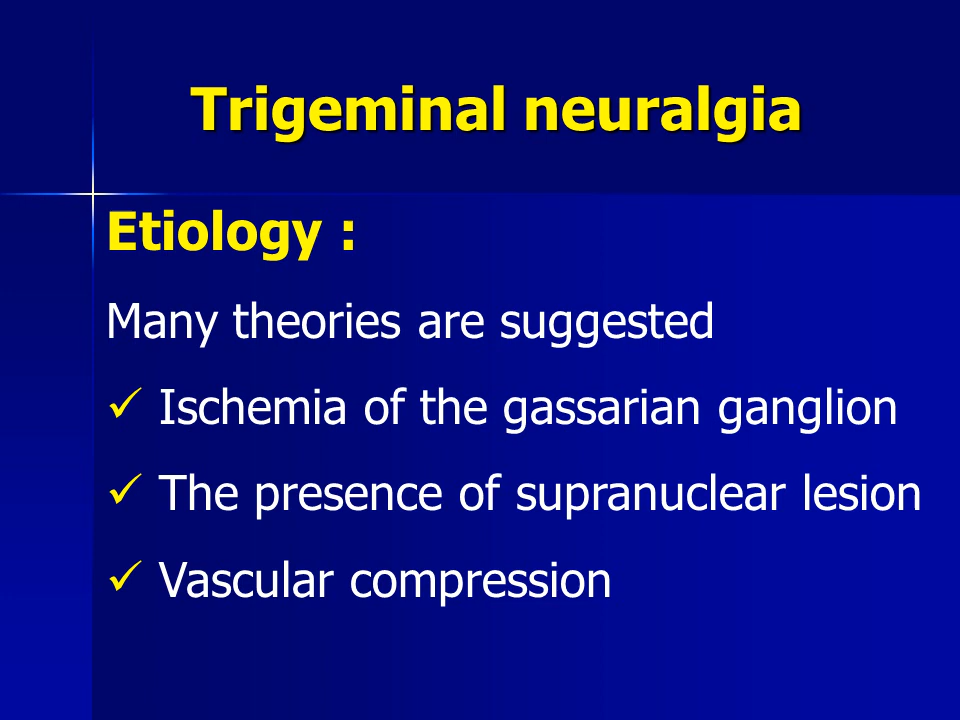 Trigeminal neuralgia
Etiology :
Many theories are suggested
✓ Ischemia of the gassarian ganglion
✓ The presence of supranuclear lesion
✓ Vascular compression